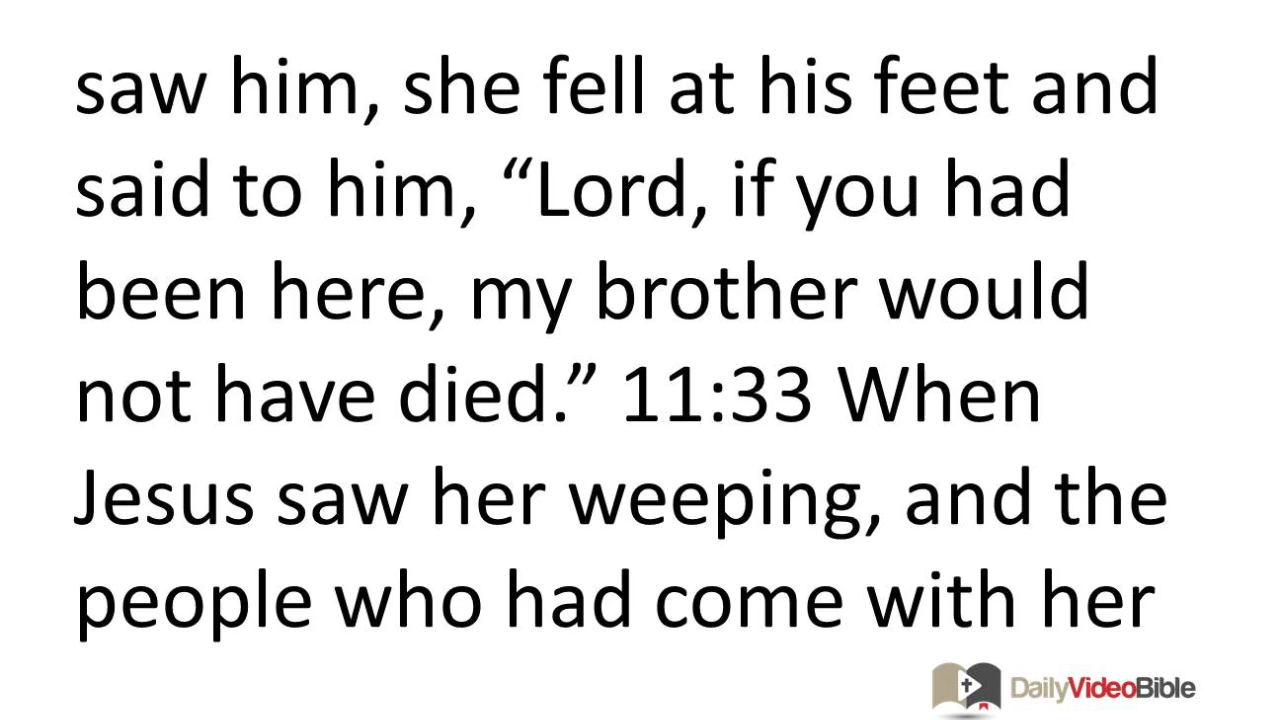 saw him, she fell at his feet and
said to him, “Lord, if you had
been here, my brother would
not have died.” 11:33 When
Jesus saw her weeping, and the
people who had come with her
DailyVideoBible